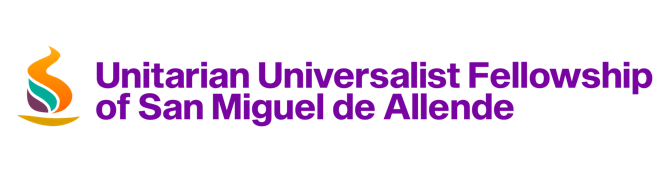 Unitarian Universalist Fellowship
of San Miguel de Allende